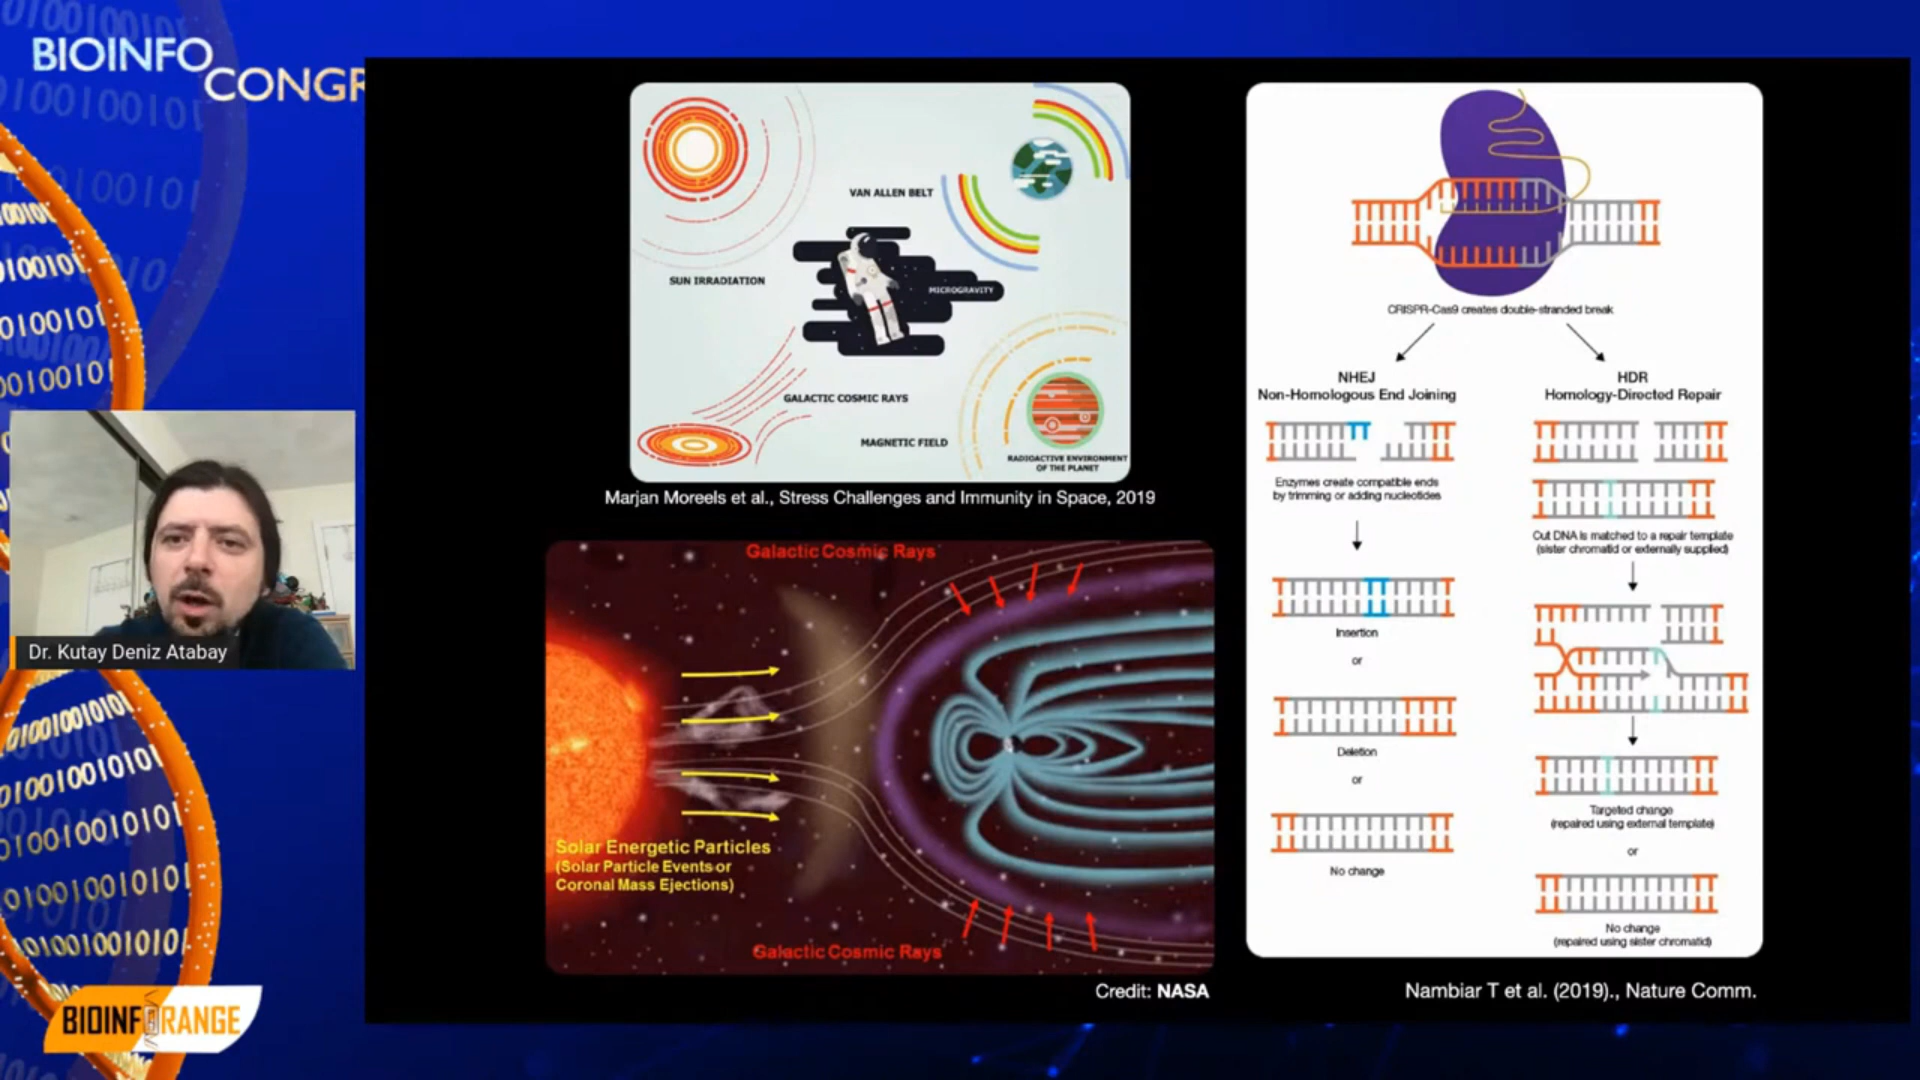 BIOINFO
CONGR
Dr. Kutay Deniz Atabay
BIOINFORANGE
VAN ALLEN BELT
SUN IRRADIATION
MICROGRAVITY
GALACTIC COSMIC RAYS
MAGNETIC FIELD
RADIOACTIVE ENVIRONMENT
OF THE PLANET
Marjan Moreels et al., Stress Challenges and Immunity in Space, 2019
Galactic Cosmic Rays
Solar Energetic Particles
(Solar Particle Events or
Coronal Mass Ejections)
Galactic Cosmic Rays
Credit: NASA
CRISPR-Cas9 creates double-stranded break
NHEJ
Non-Homologous End Joining
Enzymes create compatible ends
by trimming or adding nucleotides
Insertion
or
Deletion
or
No change
HDR
Homology-Directed Repair
Cut DNA is matched to a repair template
(sister chromatid or externally supplied)
Targeted change
(repaired using external template)
or
No change
(repaired using sister chromatid)
Nambiar T et al. (2019)., Nature Comm.